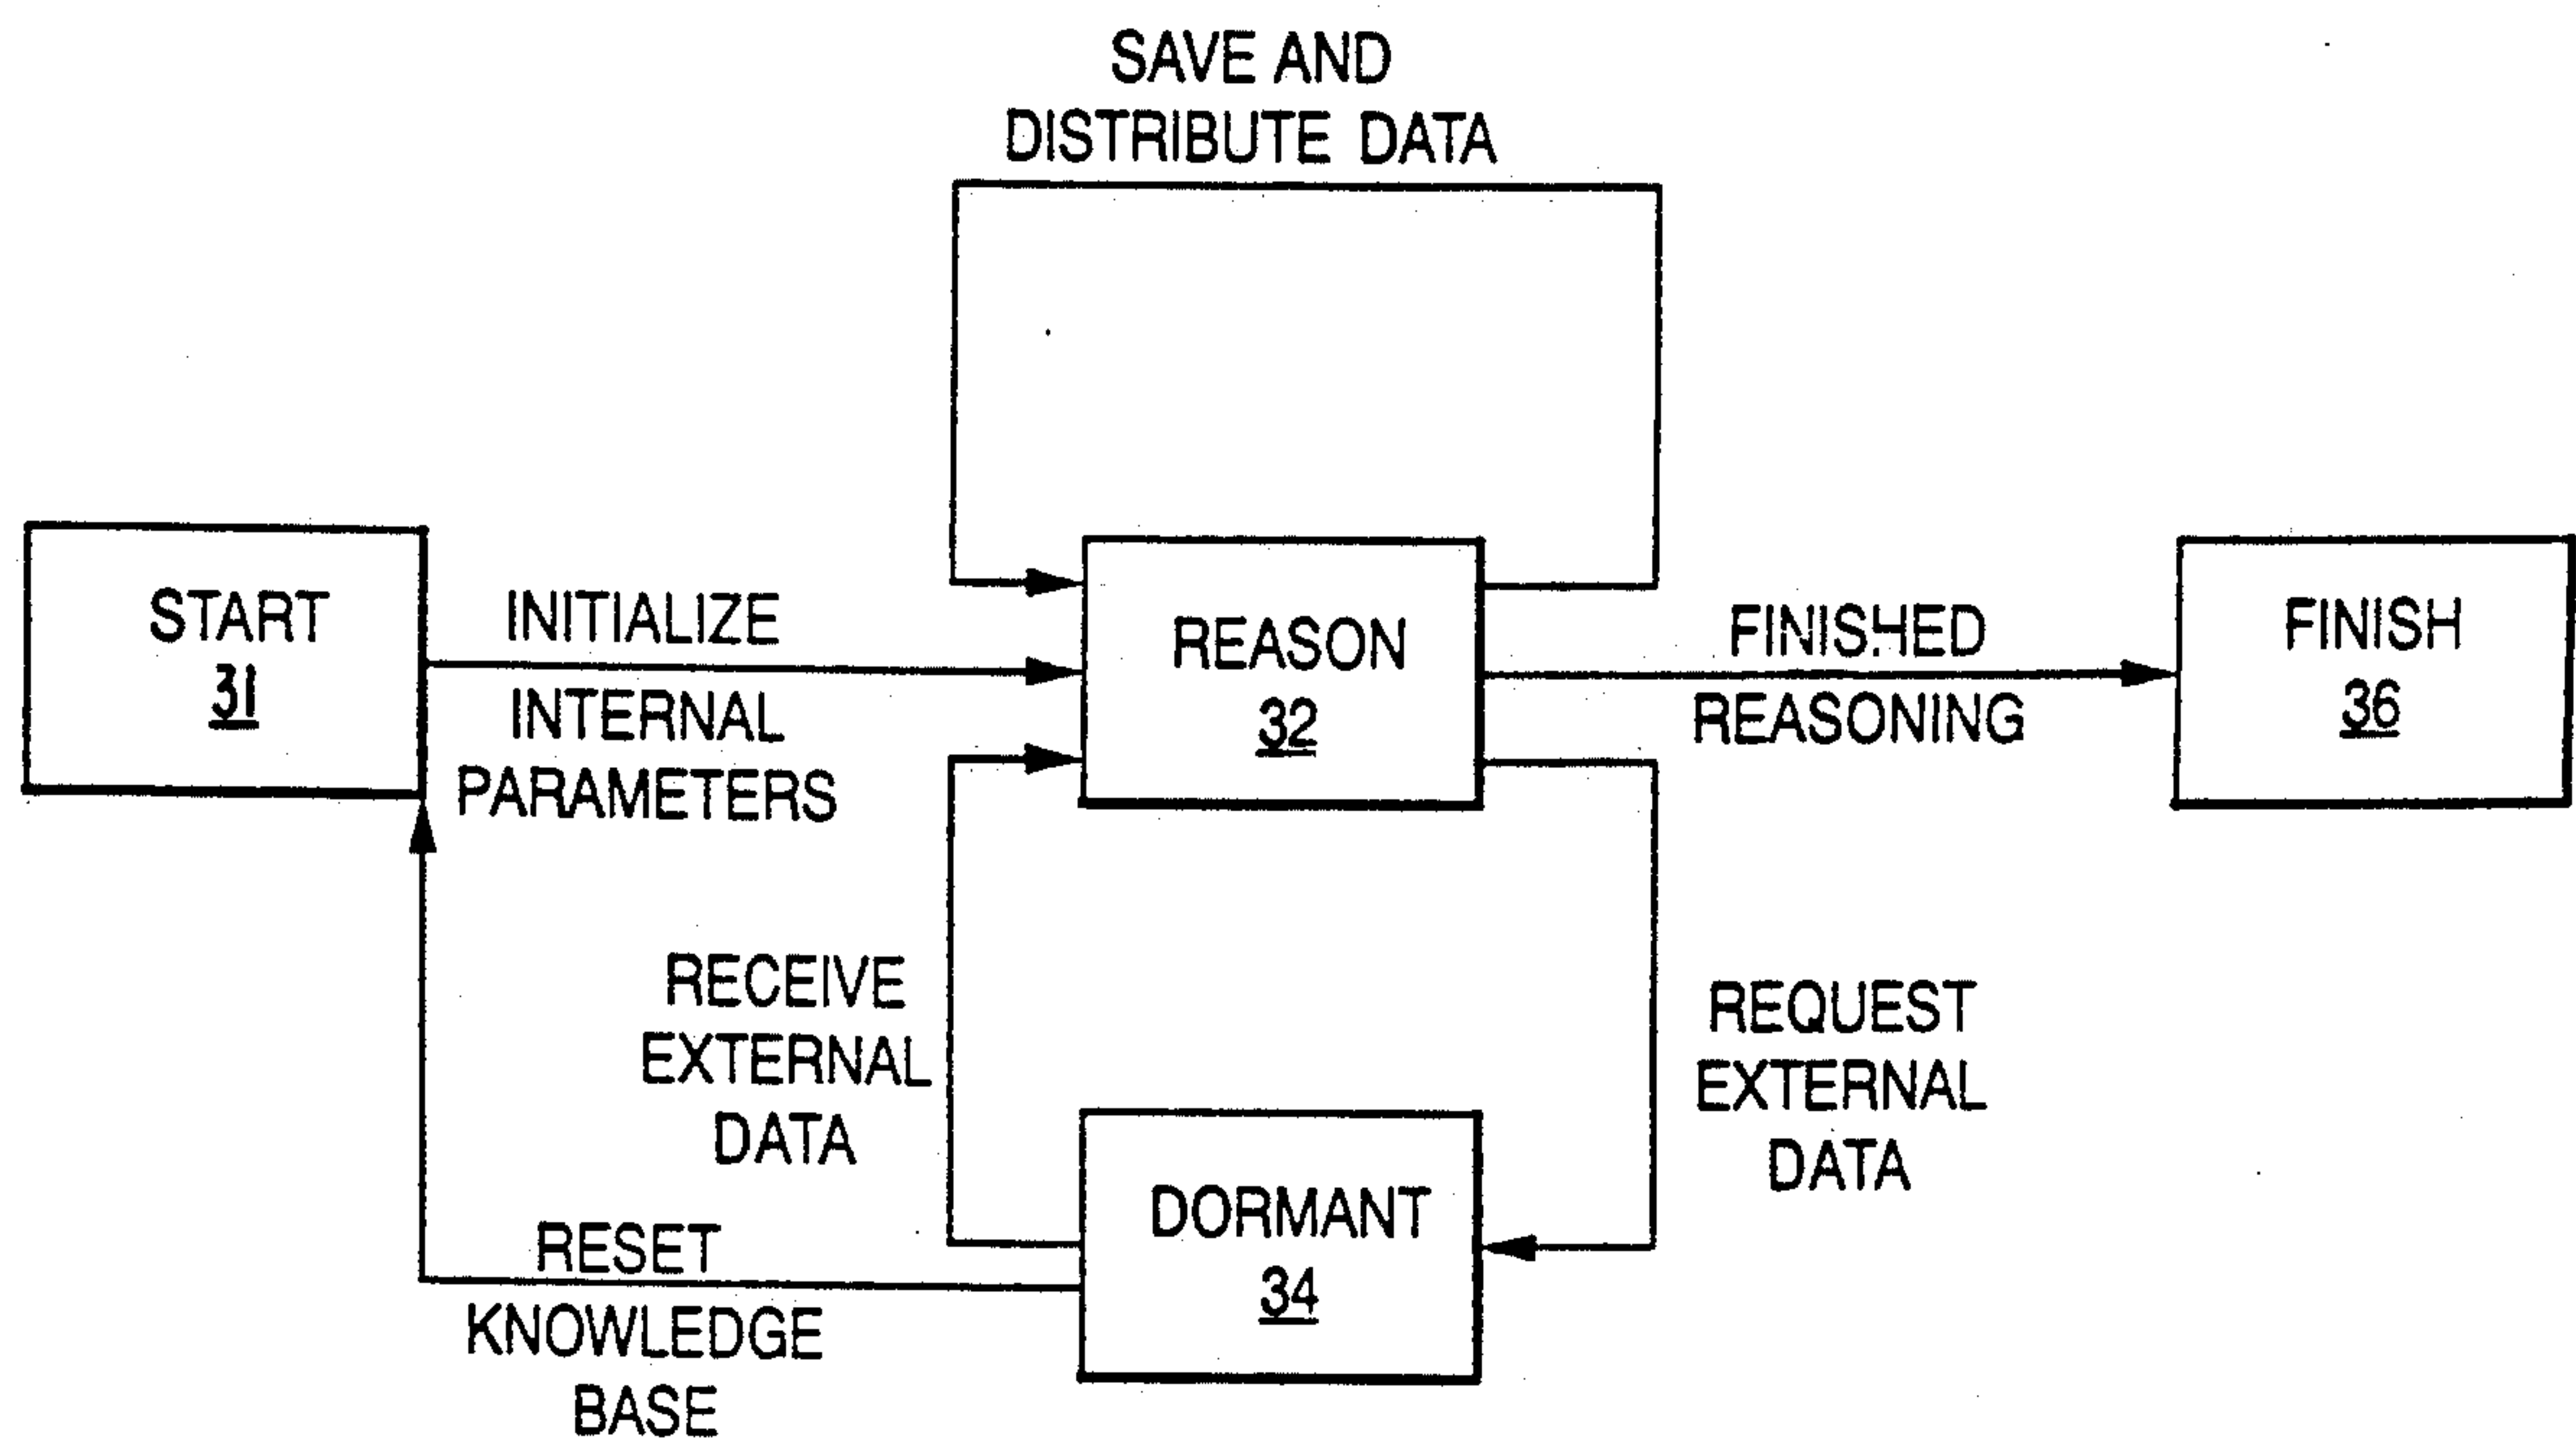 SAVE AND
DISTRIBUTE DATA
START
31
INITIALIZE
INTERNAL
PARAMETERS
REASON
32
FINISHED
REASONING
FINISH
36
RECEIVE
EXTERNAL
DATA
REQUEST
EXTERNAL
DATA
DORMANT
34
RESET
KNOWLEDGE
BASE